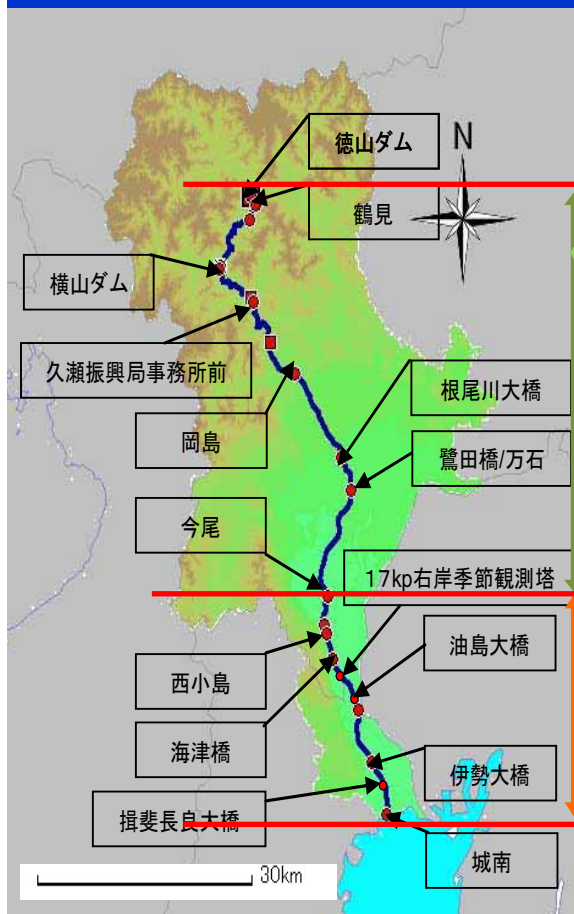 徳山ダム
N
鶴見
横山ダム
久瀬振興局事務所前
根尾川大橋
岡島
鷺田橋/万石
今尾
17kp右岸季節観測塔
西小島
油島大橋
海津橋
伊勢大橋
揖斐長良大橋
城南
30km